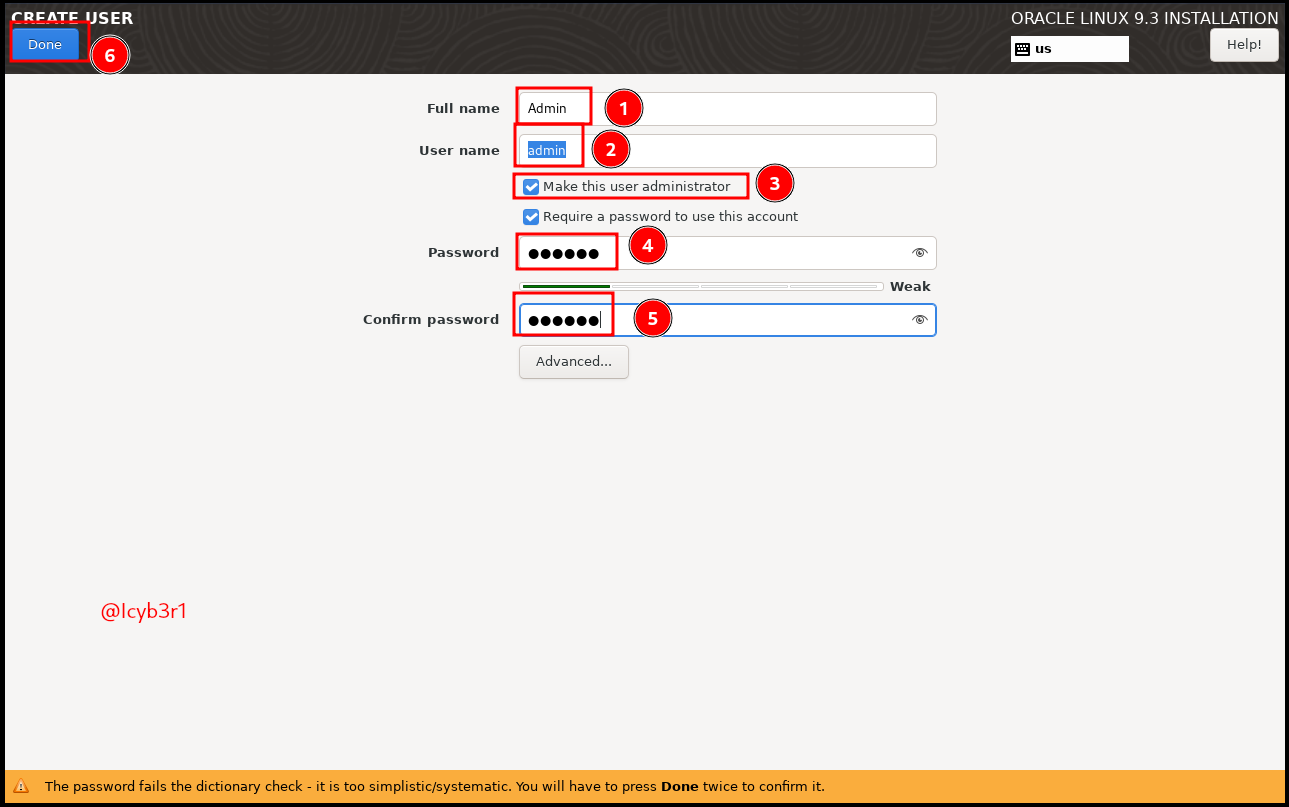 CREATE USER
ORACLE LINUX 9.3 INSTALLATION
Done
6
us
Help!
Full name
Admin
1
User name
admin
2
Make this user administrator
3
Require a password to use this account
Password
●●●●●●
4
Weak
Confirm password
●●●●●●
5
Advanced...
@Icyb3r1
The password fails the dictionary check - it is too simplistic/systematic. You will have to press Done twice to confirm it.